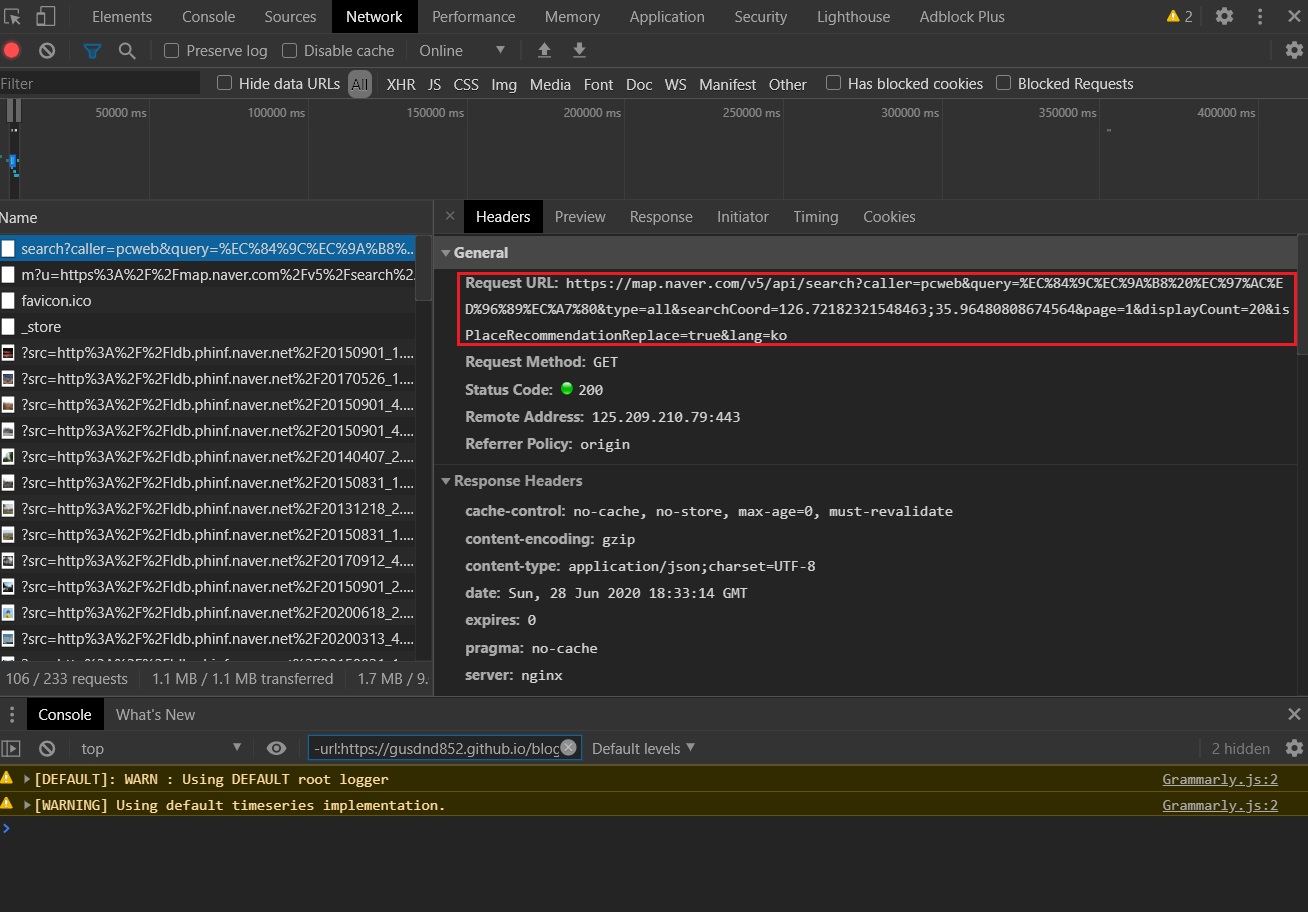 Elements Console Sources Network Performance Memory Application Security Lighthouse Adblock Plus 2
Preserve log Disable cache Online
Filter Hide data URLs All XHR JS CSS Img Media Font Doc WS Manifest Other Has blocked cookies Blocked Requests
50000 ms 100000 ms 150000 ms 200000 ms 250000 ms 300000 ms 350000 ms 400000 ms
Name
search?caller=pcweb&query=%EC%84%9C%EC%9A%B8%...
m?u=https%3A%2F%2Fmap.naver.com%2Fv5%2Fsearch%2...
favicon.ico
_store
?src=http%3A%2F%2Fldb.phinf.naver.net%2F20150901_1....
?src=http%3A%2F%2Fldb.phinf.naver.net%2F20170526_1....
?src=http%3A%2F%2Fldb.phinf.naver.net%2F20150901_4....
?src=http%3A%2F%2Fldb.phinf.naver.net%2F20150901_4....
?src=http%3A%2F%2Fldb.phinf.naver.net%2F20140407_2....
?src=http%3A%2F%2Fldb.phinf.naver.net%2F20150831_1....
?src=http%3A%2F%2Fldb.phinf.naver.net%2F20131218_2....
?src=http%3A%2F%2Fldb.phinf.naver.net%2F20150831_1....
?src=http%3A%2F%2Fldb.phinf.naver.net%2F20170912_4....
?src=http%3A%2F%2Fldb.phinf.naver.net%2F20150901_2....
?src=http%3A%2F%2Fldb.phinf.naver.net%2F20200618_2....
?src=http%3A%2F%2Fldb.phinf.naver.net%2F20200313_4....
106 / 233 requests 1.1 MB / 1.1 MB transferred 1.7 MB / 9.
Headers Preview Response Initiator Timing Cookies
General
Request URL: https://map.naver.com/v5/api/search?caller=pcweb&query=%EC%84%9C%EC%9A%B8%20%EC%97%AC%E
D%96%89%EC%A7%80&type=all&searchCoord=126.72182321548463;35.96480808674564&page=1&displayCount=20&is
PlaceRecommendationReplace=true&lang=ko
Request Method: GET
Status Code: 200
Remote Address: 125.209.210.79:443
Referrer Policy: origin
Response Headers
cache-control: no-cache, no-store, max-age=0, must-revalidate
content-encoding: gzip
content-type: application/json;charset=UTF-8
date: Sun, 28 Jun 2020 18:33:14 GMT
expires: 0
pragma: no-cache
server: nginx
Console What's New
top -url:https://gusdnd852.github.io/blog Default levels 2 hidden
[DEFAULT]: WARN : Using DEFAULT root logger Grammarly.js:2
[WARNING] Using default timeseries implementation. Grammarly.js:2